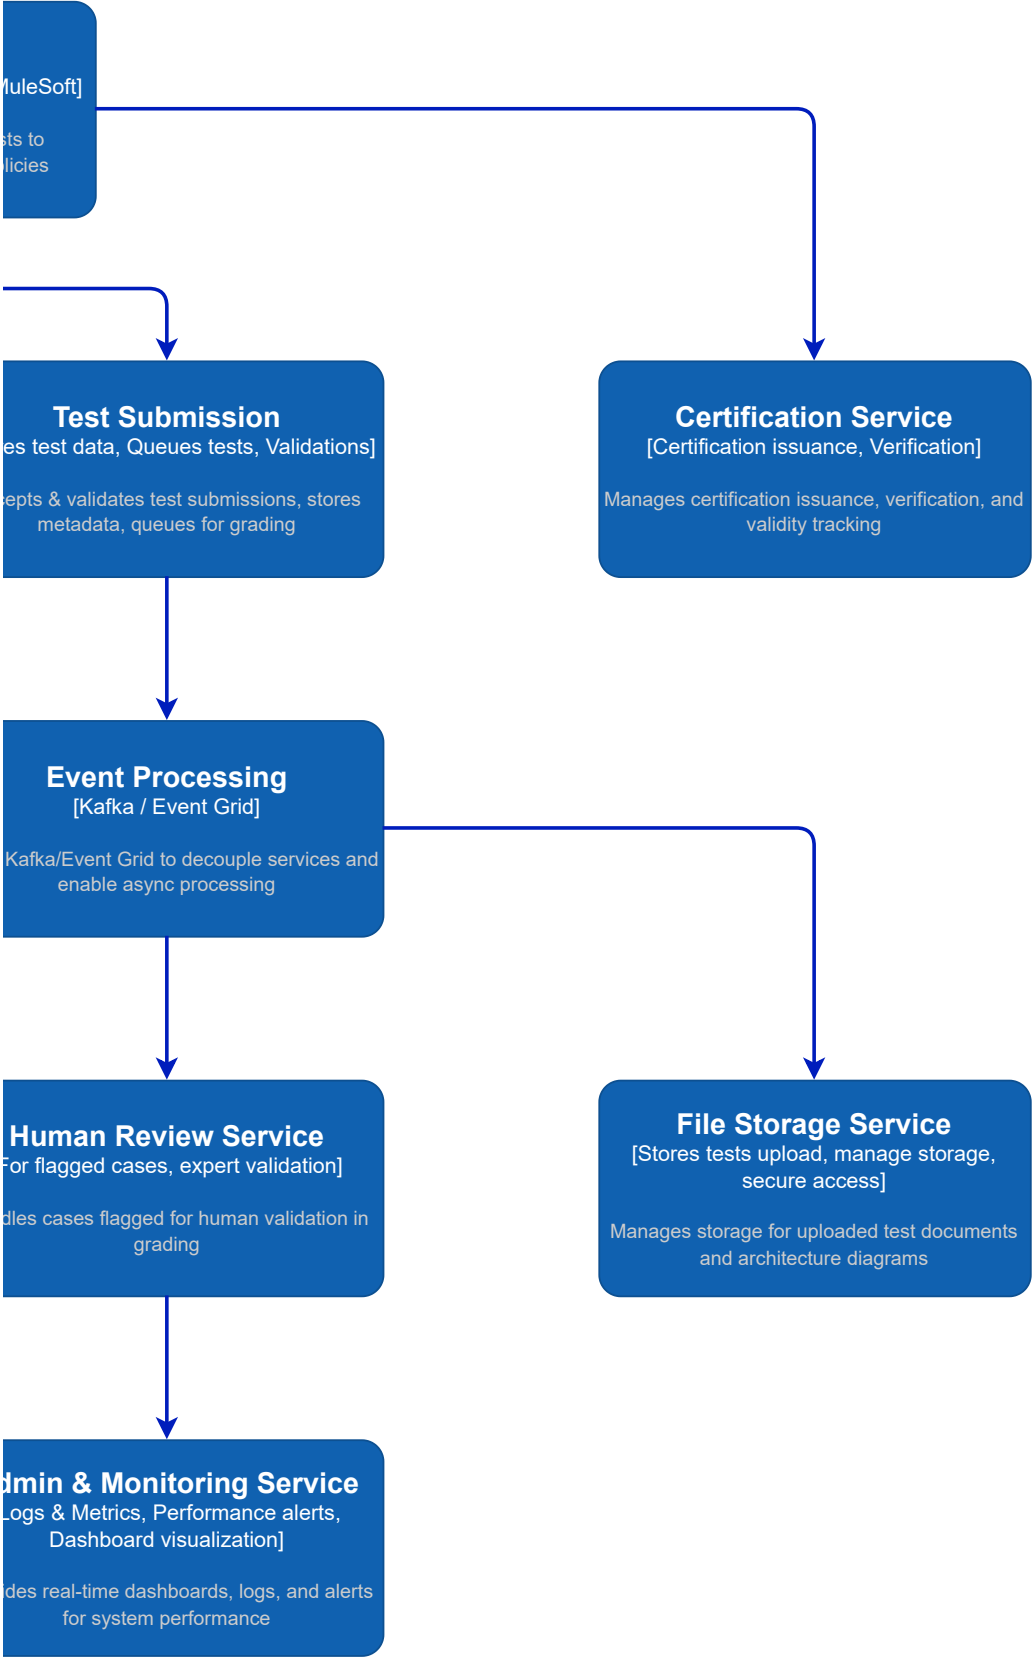 MuleSoft]
sts to
licies
Test Submission
es test data, Queues tests, Validations]
cepts & validates test submissions, stores
metadata, queues for grading
Certification Service
[Certification issuance, Verification]
Manages certification issuance, verification, and
validity tracking
Event Processing
[Kafka / Event Grid]
Kafka/Event Grid to decouple services and
enable async processing
Human Review Service
For flagged cases, expert validation]
dles cases flagged for human validation in
grading
File Storage Service
[Stores tests upload, manage storage,
secure access]
Manages storage for uploaded test documents
and architecture diagrams
dmin & Monitoring Service
Logs & Metrics, Performance alerts,
Dashboard visualization]
ides real-time dashboards, logs, and alerts
for system performance